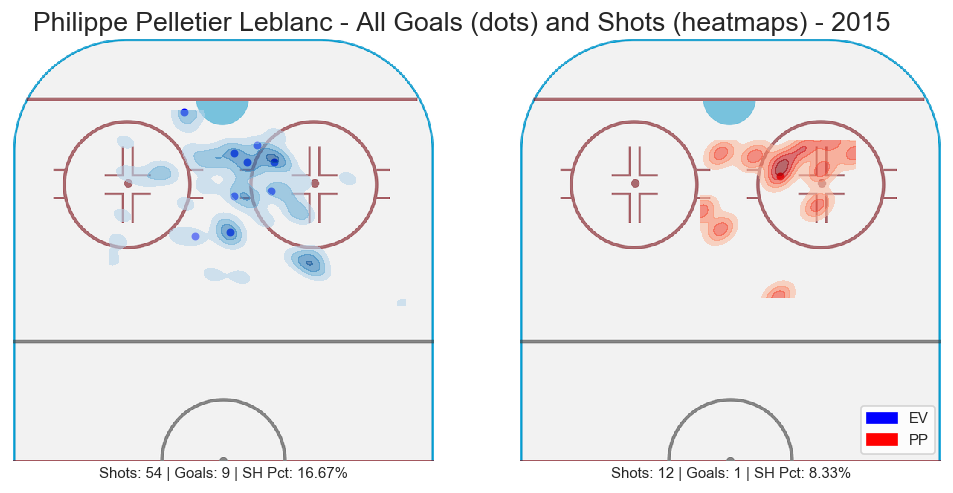 Philippe Pelletier Leblanc - All Goals (dots) and Shots (heatmaps) - 2015
EV
PP
Shots: 54 | Goals: 9 | SH Pct: 16.67%
Shots: 12 | Goals: 1 | SH Pct: 8.33%